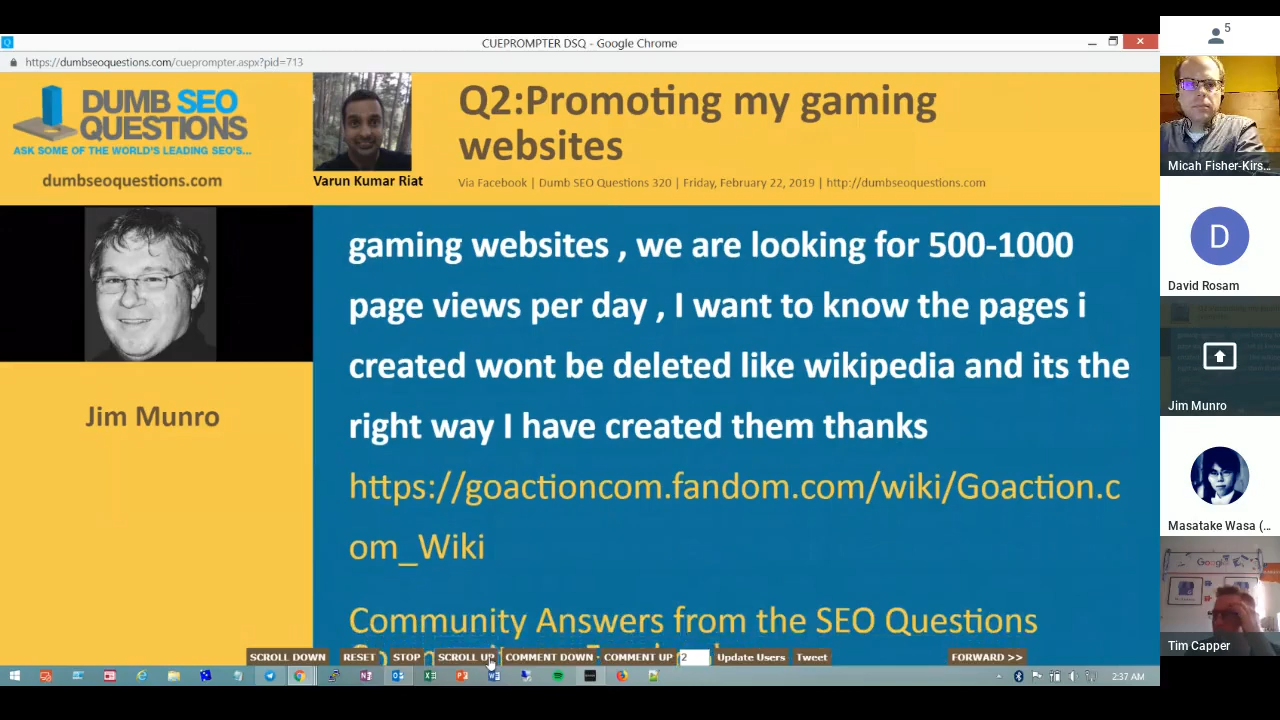 CUEPROMPTER DSQ - Google Chrome
https://dumbseoquestions.com/cueprompter.aspx?pid=713
DUMB SEO
QUESTIONS
ASK SOME OF THE WORLD'S LEADING SEO'S...
dumbseoquestions.com
Varun Kumar Riat
Q2:Promoting my gaming
websites
Via Facebook | Dumb SEO Questions 320 | Friday, February 22, 2019 | http://dumbseoquestions.com
Jim Munro
gaming websites , we are looking for 500-1000
page views per day , I want to know the pages i
created wont be deleted like wikipedia and its the
right way I have created them thanks
https://goactioncom.fandom.com/wiki/Goaction.c
om_Wiki
Community Answers from the SEO Questions
SCROLL DOWN RESET STOP SCROLL UP COMMENT DOWN COMMENT UP 2 Update Users Tweet FORWARD >>
2:37 AM
5
Micah Fisher-Kirs...
D
David Rosam
Jim Munro
Masatake Wasa (...
Google
Tim Capper